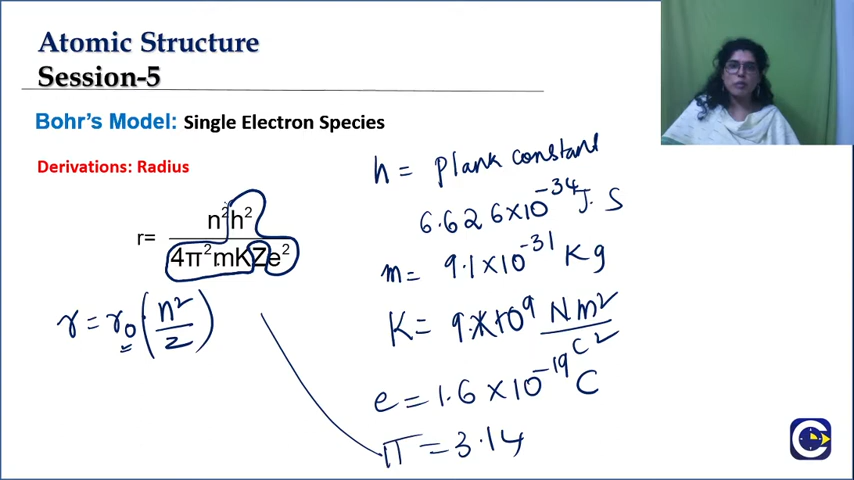 Atomic Structure
Session-5
Bohr's Model: Single Electron Species
Derivations: Radius
r= n²h² / 4π²mKZe²
r = r₀ (n²/Z)
h = plank constant
6.626×10⁻³⁴ J.S
m = 9.1×10⁻³¹ Kg
K = 9×10⁹ Nm²/C²
e = 1.6×10⁻¹⁹ C
π = 3.14